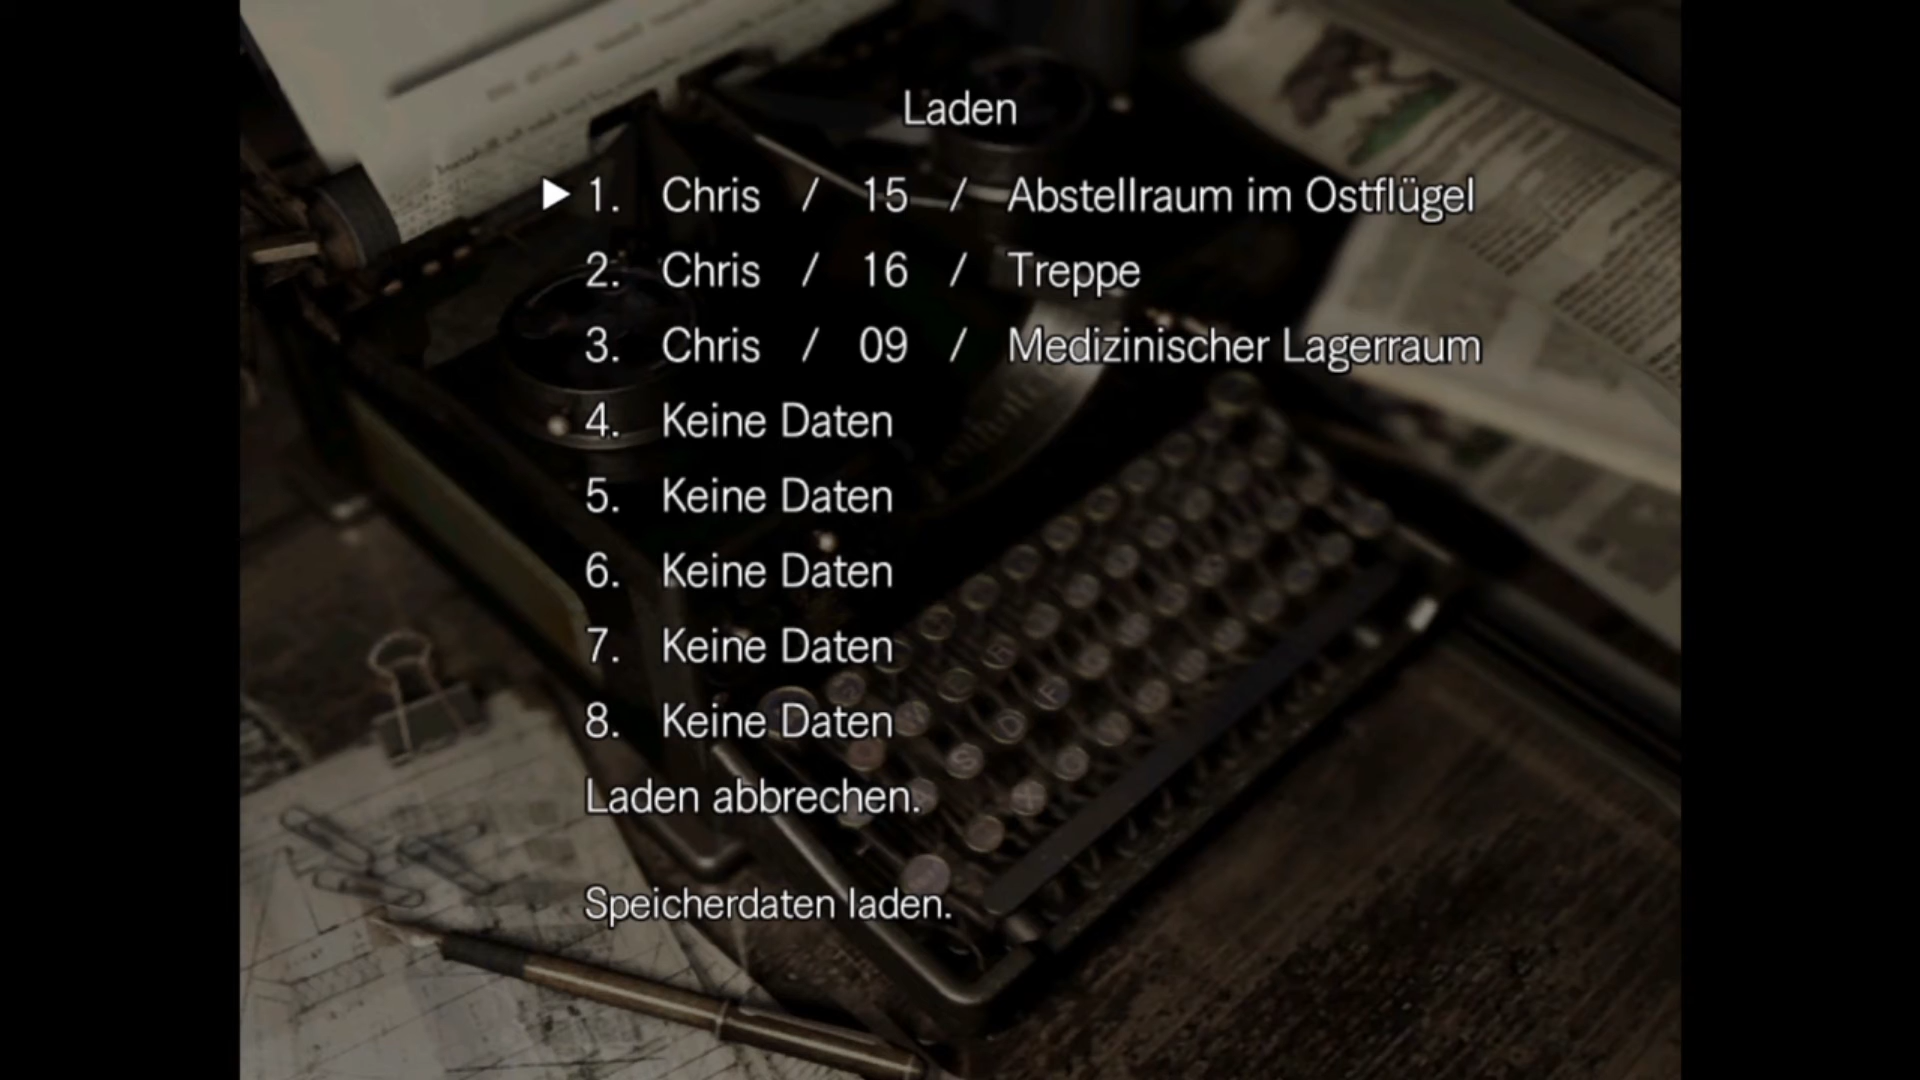 Laden
1. Chris / 15 / Abstellraum im Ostflügel
2. Chris / 16 / Treppe
3. Chris / 09 / Medizinischer Lagerraum
4. Keine Daten
5. Keine Daten
6. Keine Daten
7. Keine Daten
8. Keine Daten
Laden abbrechen.
Speicherdaten laden.